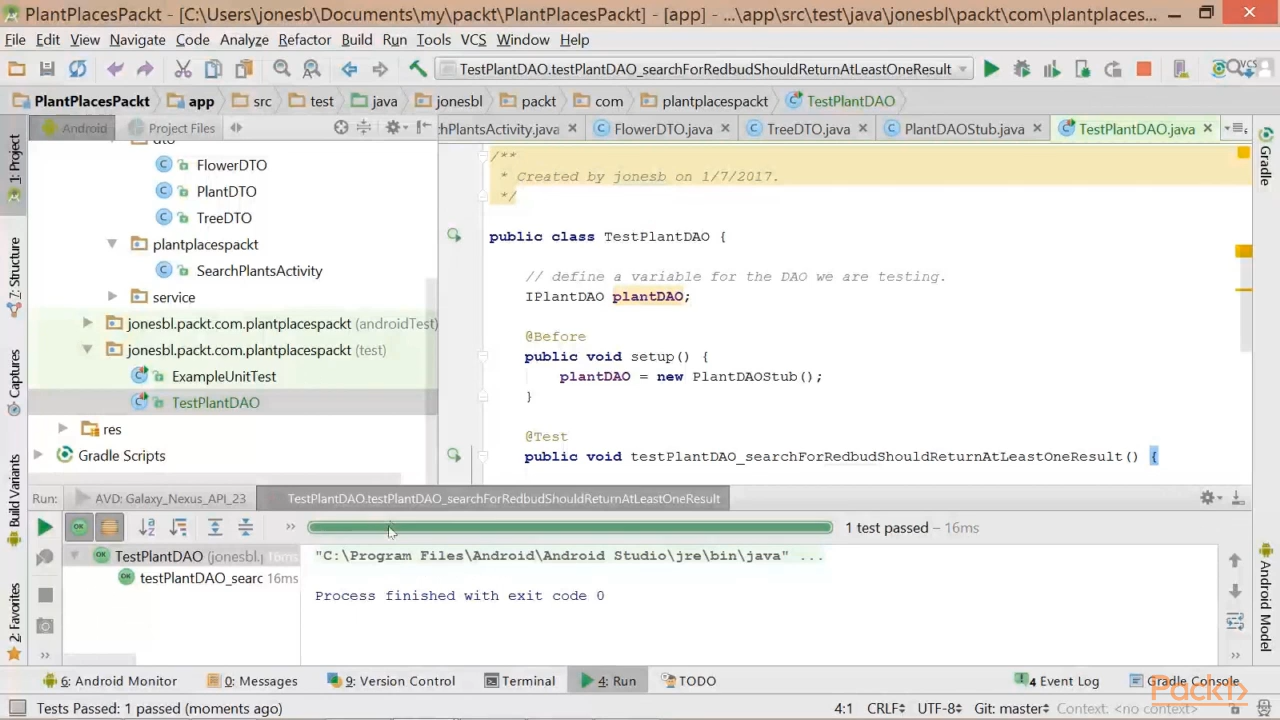 PlantPlacesPackt - [C:\Users\jonesb\Documents\my\packt\PlantPlacesPackt] - [app] - ...\app\src\test\java\jonesbl\packt\com\plantplaces...
File Edit View Navigate Code Analyze Refactor Build Run Tools VCS Window Help
TestPlantDAO.testPlantDAO_searchForRedbudShouldReturnAtLeastOneResult VCS
PlantPlacesPackt app src test java jonesbl packt com plantplacespackt TestPlantDAO
Android Project Files
chPlantsActivity.java FlowerDTO.java TreeDTO.java PlantDAOStub.java TestPlantDAO.java
1: Project
7: Structure
Captures
Build Variants
2: Favorites
dto
FlowerDTO
PlantDTO
TreeDTO
plantplacespackt
SearchPlantsActivity
service
jonesbl.packt.com.plantplacespackt (androidTest)
jonesbl.packt.com.plantplacespackt (test)
ExampleUnitTest
TestPlantDAO
res
Gradle Scripts
/**
* Created by jonesb on 1/7/2017.
*/
public class TestPlantDAO {
// define a variable for the DAO we are testing.
IPlantDAO plantDAO;
@Before
public void setup() {
plantDAO = new PlantDAOStub();
}
@Test
public void testPlantDAO_searchForRedbudShouldReturnAtLeastOneResult() {
Gradle
Android Model
Run: AVD: Galaxy_Nexus_API_23 TestPlantDAO.testPlantDAO_searchForRedbudShouldReturnAtLeastOneResult
1 test passed – 16ms
TestPlantDAO (jonesbl. 16ms
testPlantDAO_searc 16ms
"C:\Program Files\Android\Android Studio\jre\bin\java" ...
Process finished with exit code 0
6: Android Monitor 0: Messages 9: Version Control Terminal 4: Run TODO 4 Event Log Gradle Console
Packt
Tests Passed: 1 passed (moments ago) 4:1 CRLF UTF-8 Git: master Context: <no context>